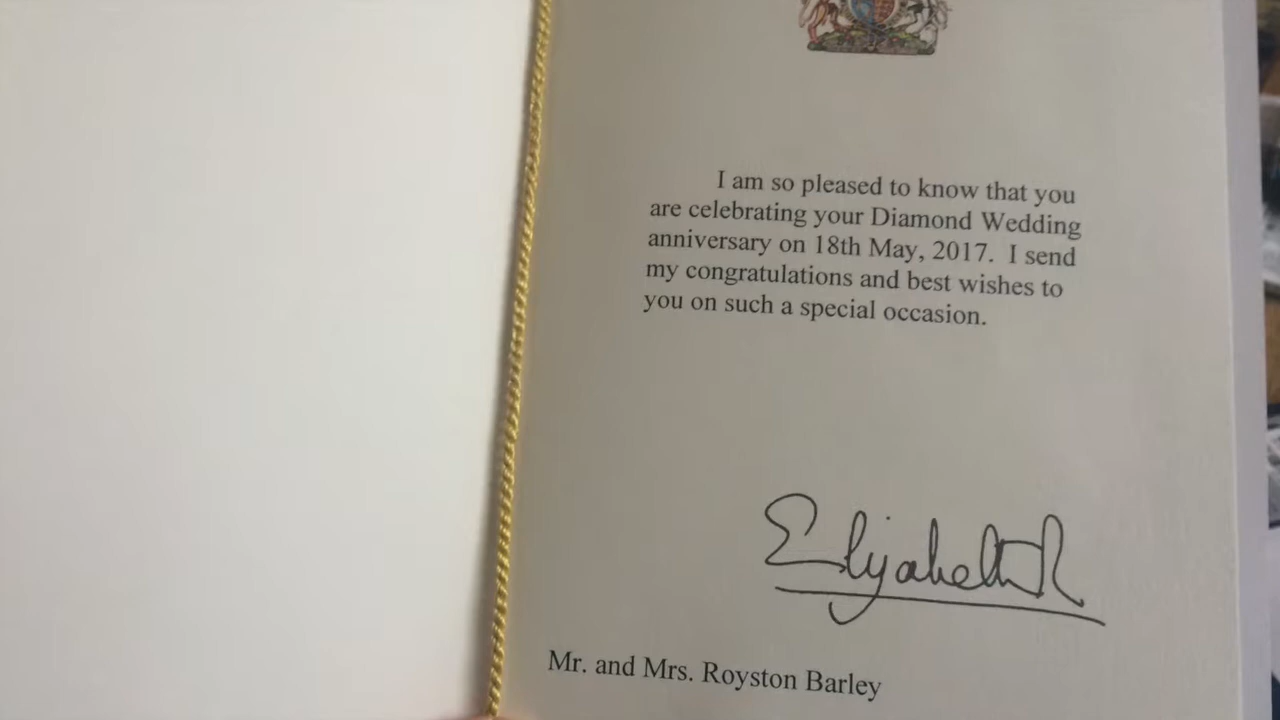 I am so pleased to know that you
are celebrating your Diamond Wedding
anniversary on 18th May, 2017. I send
my congratulations and best wishes to
you on such a special occasion.
Elizabeth R
Mr. and Mrs. Royston Barley